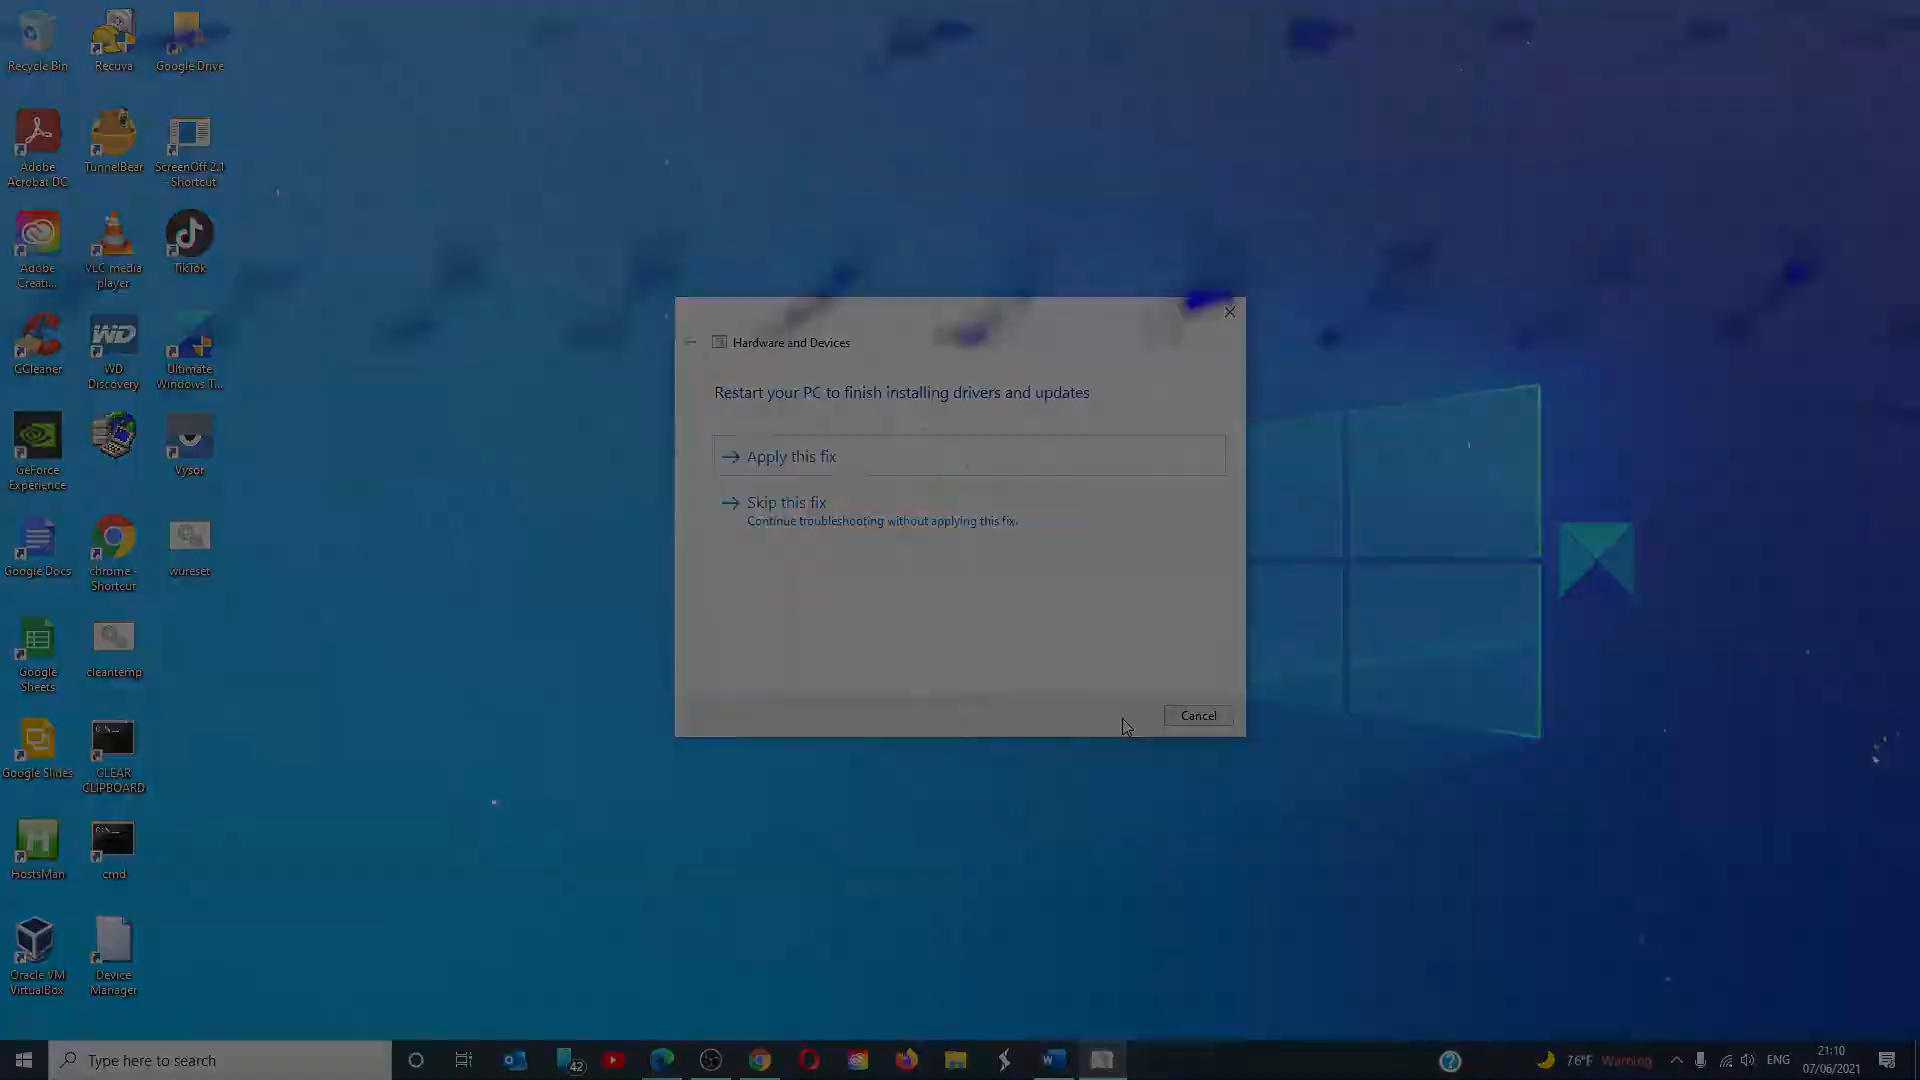 Recycle Bin
Recuva
Google Drive
Adobe
Acrobat DC
TunnelBear
ScreenOff 2.1
- Shortcut
Adobe
Creati...
VLC media
player
TikTok
CCleaner
WD
WD
Discovery
Ultimate
Windows T...
GeForce
Experience
Vysor
Google Docs
chrome -
Shortcut
wureset
Google
Sheets
cleantemp
Google Slides
CLEAR
CLIPBOARD
HostsMan
cmd
Oracle VM
VirtualBox
Device
Manager
Hardware and Devices
Restart your PC to finish installing drivers and updates
Apply this fix
Skip this fix
Continue troubleshooting without applying this fix.
Cancel
Type here to search
42
76°F Warning
ENG
21:10
07/06/2021